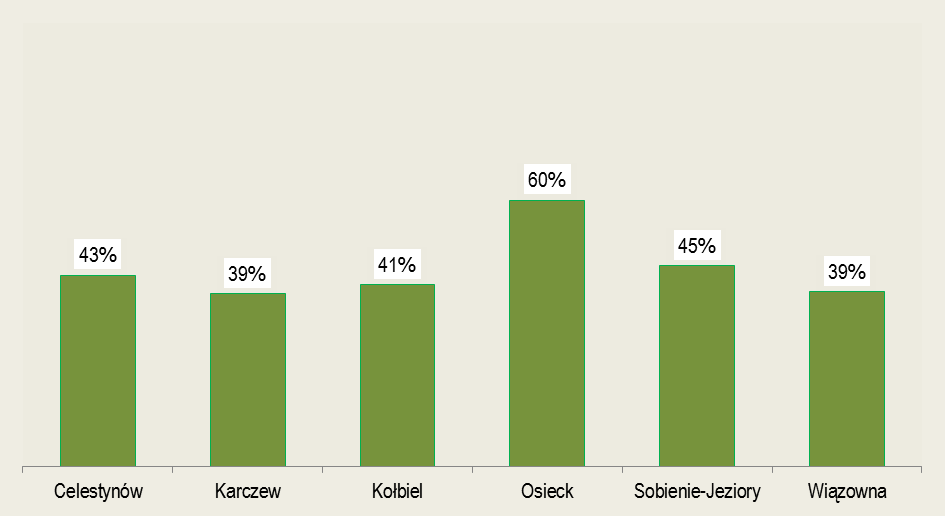 60%
45%
43%
41%
39%
39%
Celestynów
Karczew
Kołbiel
Osieck
Sobienie-Jeziory
Wiązowna